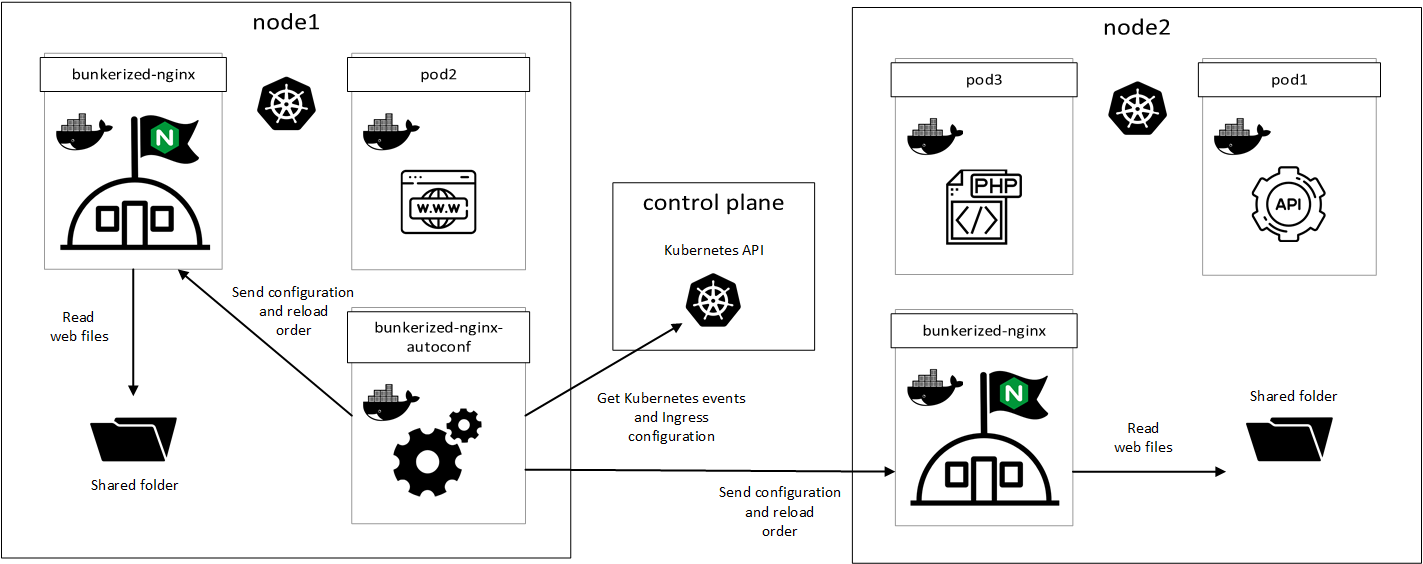 node1
bunkerized-nginx
N
pod2
www
Send configuration
and reload
order
Read
web files
bunkerized-nginx-
autoconf
Shared folder
control plane
Kubernetes API
Get Kubernetes events
and Ingress
configuration
Send configuration
and reload
order
node2
pod3
PHP
</>
pod1
API
bunkerized-nginx
N
Read
web files
Shared folder